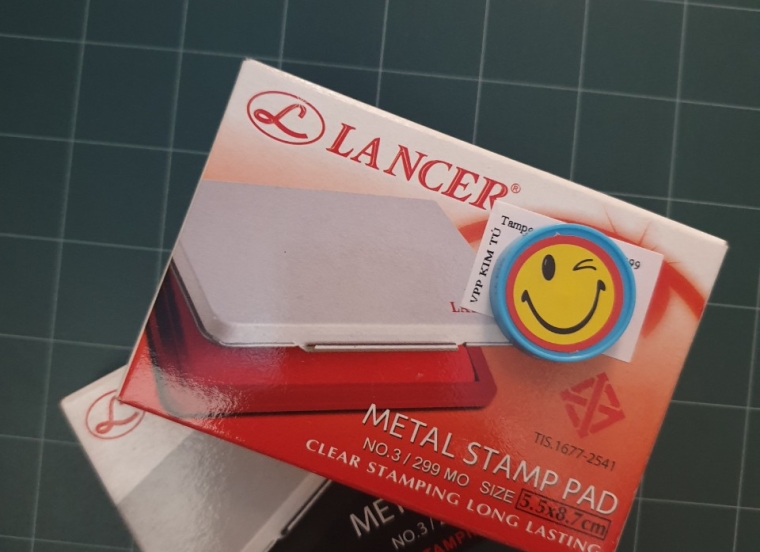 LANCER®
Tampo
99
VPP KIM TÚ
METAL STAMP PAD
NO.3 / 299 MO SIZE 5.5x8.7cm
CLEAR STAMPING LONG LASTING
TIS.1677-2541
NO.3 /